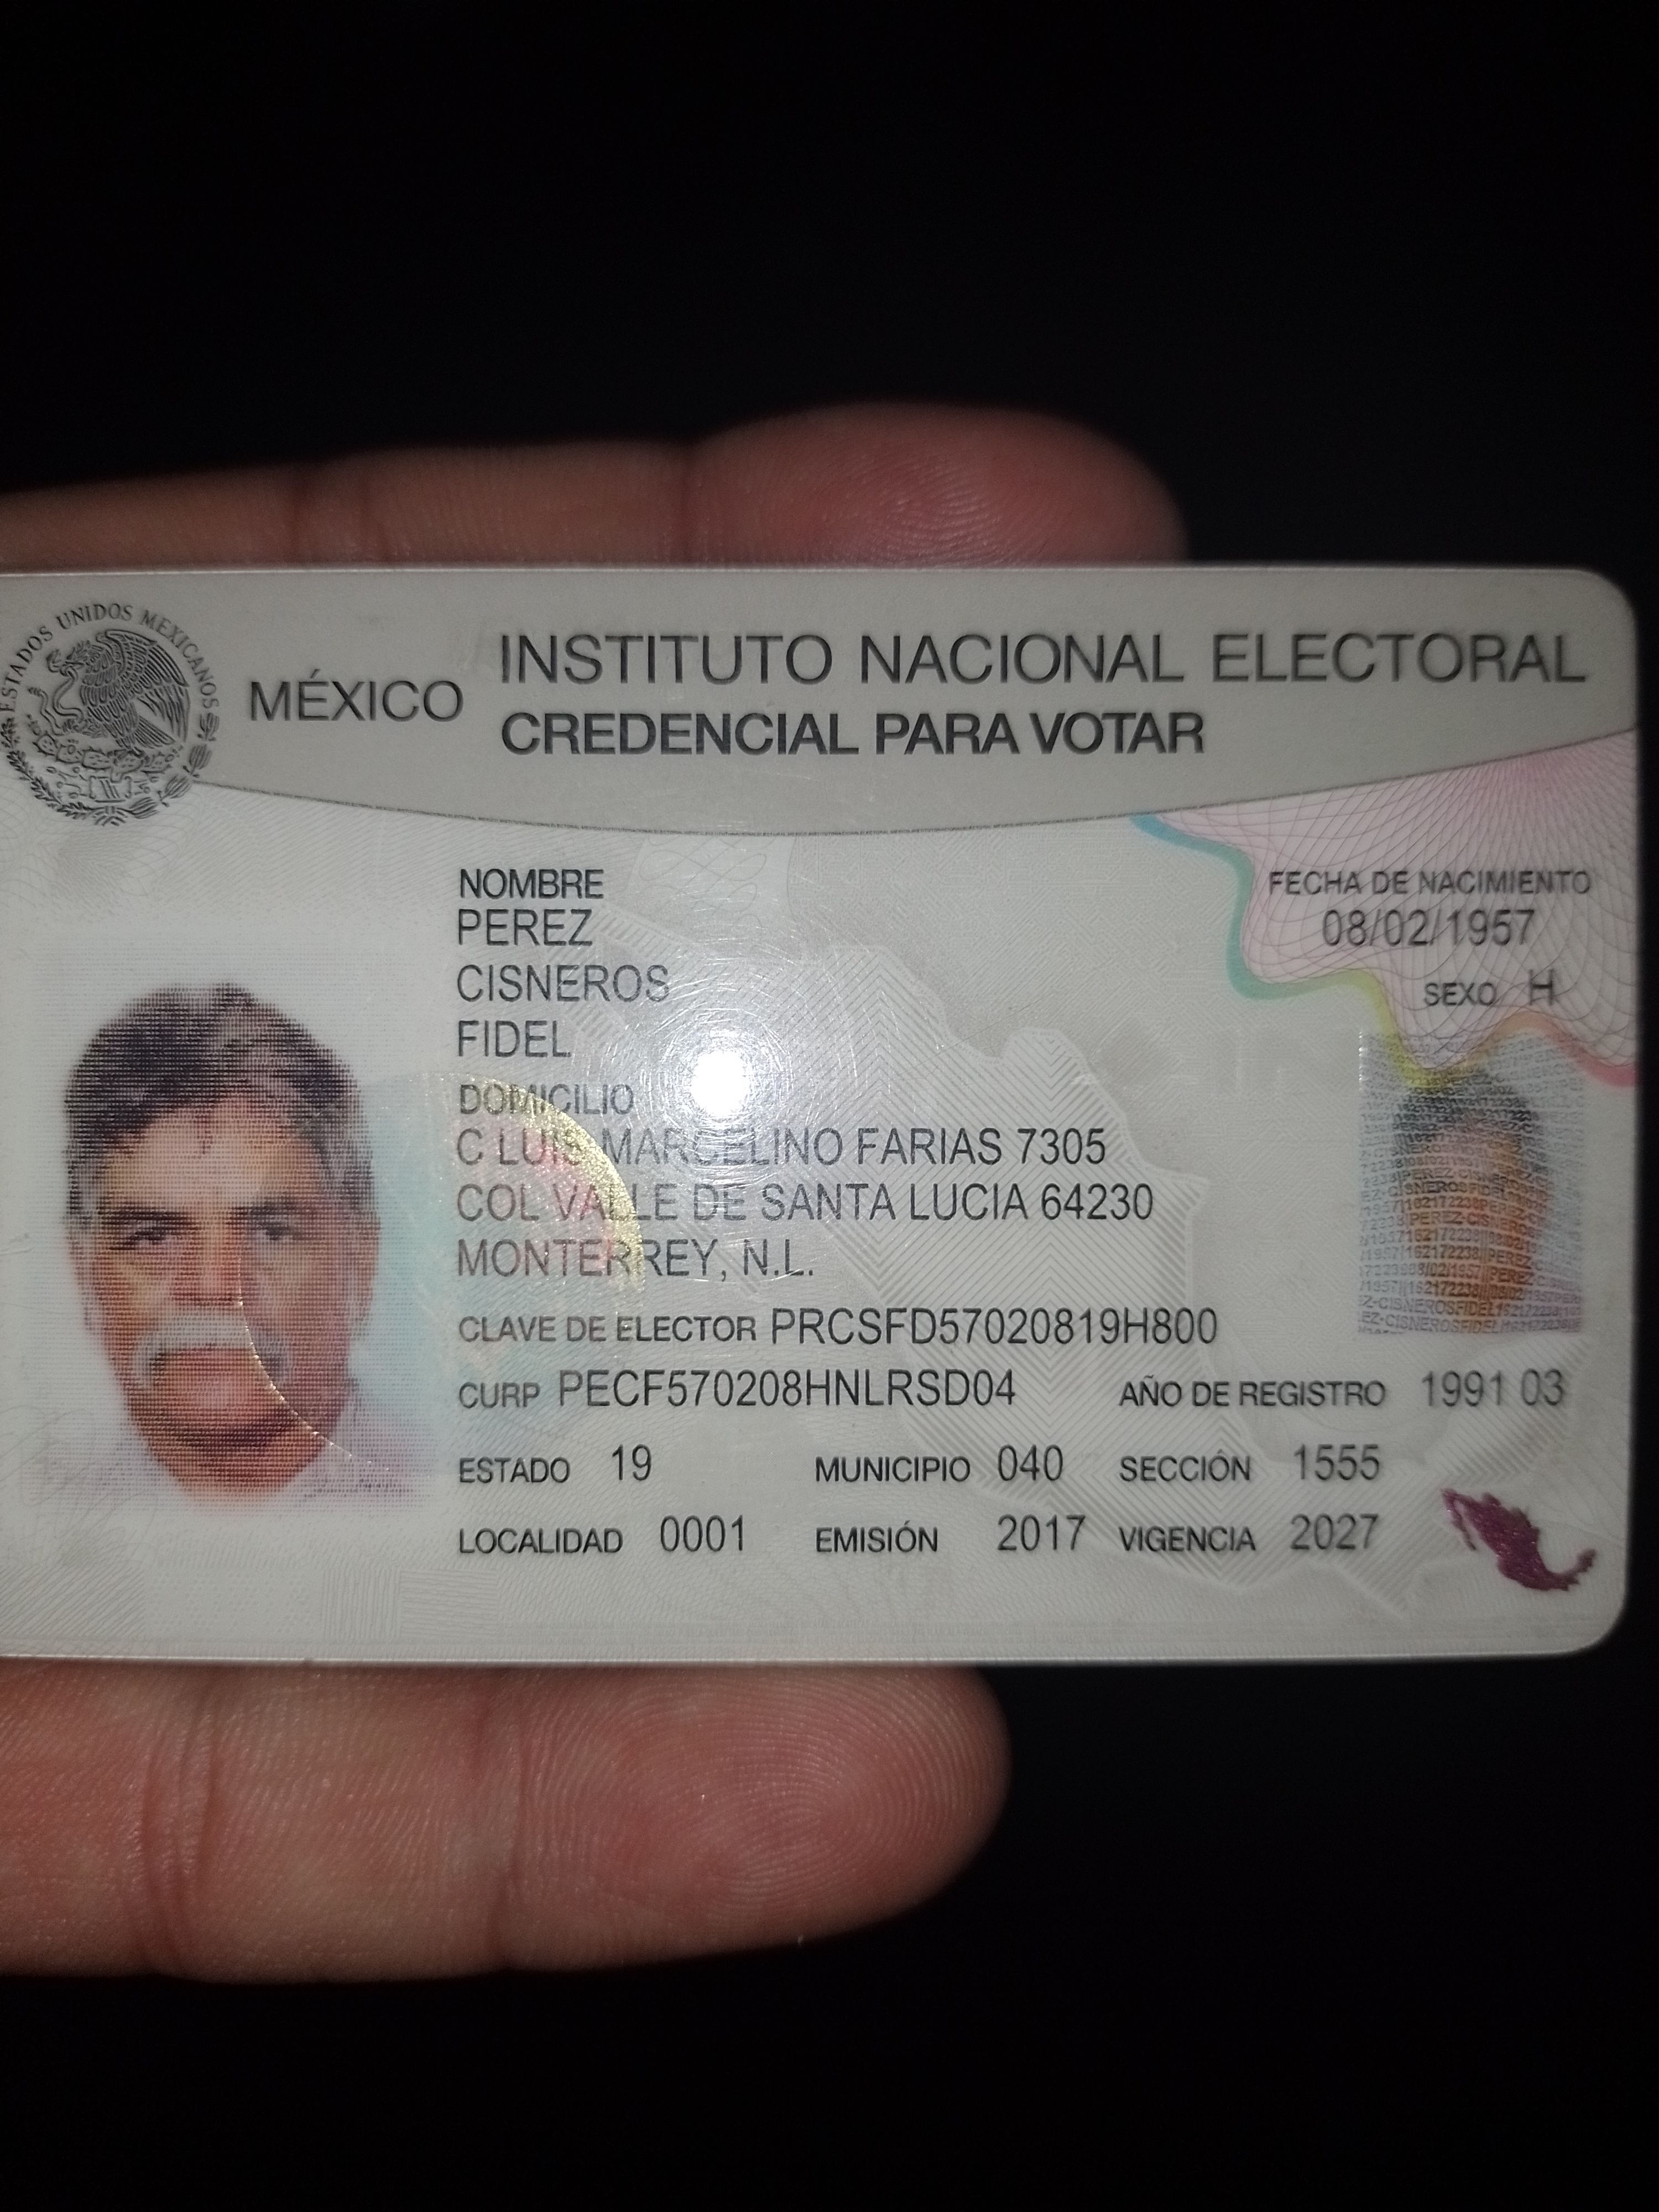 ESTADOS UNIDOS MEXICANOS
MÉXICO
INSTITUTO NACIONAL ELECTORAL
CREDENCIAL PARA VOTAR
NOMBRE
PEREZ
CISNEROS
FIDEL
FECHA DE NACIMIENTO
08/02/1957
SEXO H
DOMICILIO
C LUIS MARCELINO FARIAS 7305
COL VALLE DE SANTA LUCIA 64230
MONTERREY, N.L.
CLAVE DE ELECTOR PRCSFD57020819H800
CURP PECF570208HNLRSD04 AÑO DE REGISTRO 1991 03
ESTADO 19 MUNICIPIO 040 SECCIÓN 1555
LOCALIDAD 0001 EMISIÓN 2017 VIGENCIA 2027